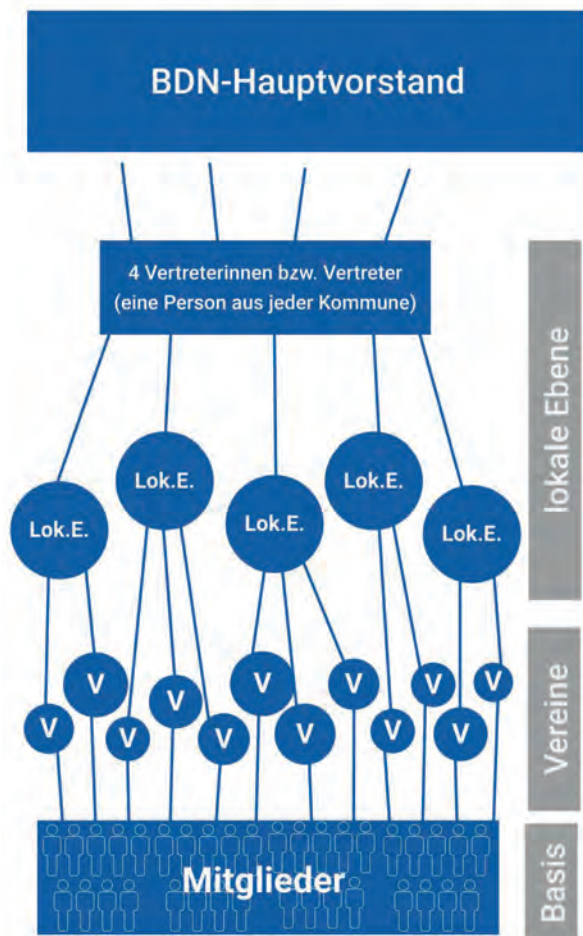 BDN-Hauptvorstand
4 Vertreterinnen bzw. Vertreter
(eine Person aus jeder Kommune)
lokale Ebene
Lok.E.
Lok.E.
Lok.E.
Lok.E.
Lok.E.
Vereine
V
V
V
V
V
V
V
V
V
V
V
V
Mitglieder
Basis